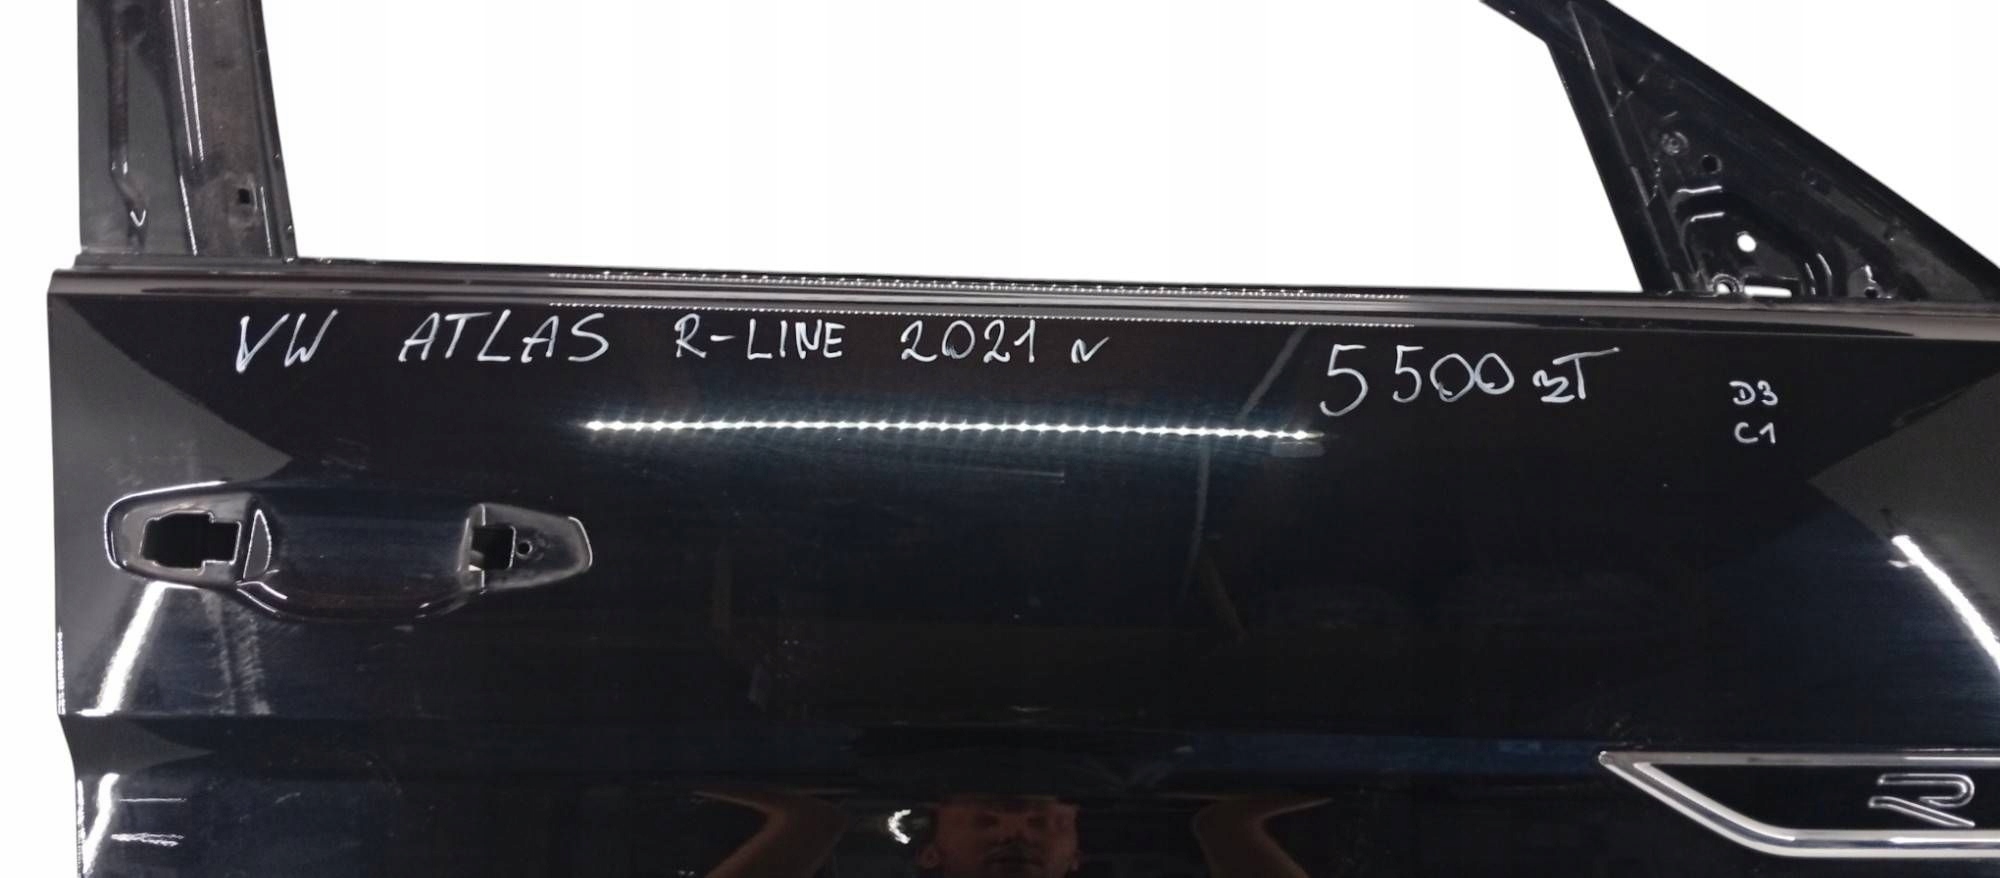 VW ATLAS R-LINE 2021 r
5500 zł
D3
C1
R